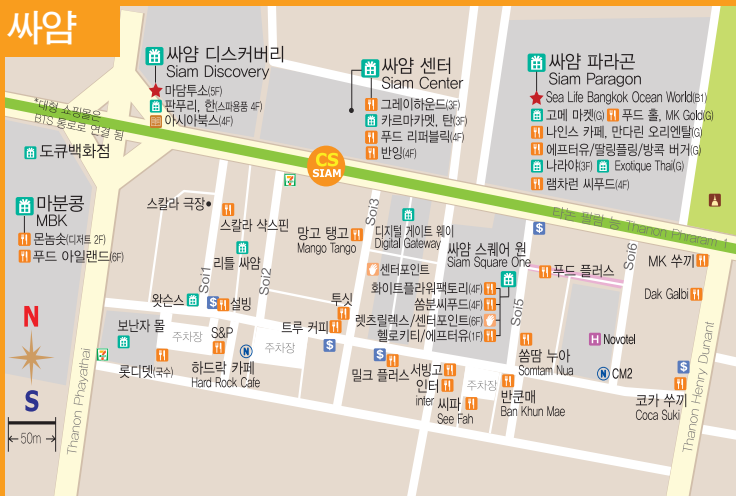 싸얌
싸얌 디스커버리
Siam Discovery
마담투소(5F)
판푸리, 한(스파용품 4F)
아시아북스(4F)
*대형 쇼핑몰은
BTS 통로로 연결 됨
싸얌 센터
Siam Center
그레이하운드(3F)
카르마카멧, 탄(3F)
푸드 리퍼블릭(4F)
반잉(4F)
싸얌 파라곤
Siam Paragon
Sea Life Bangkok Ocean World(B1)
고메 마켓(G) 푸드 홀, MK Gold(G)
나인스 카페, 만다린 오리엔탈(G)
에프터유/딸링쁠링/방콕 버거(G)
나라야(3F) Exotique Thai(G)
램차런 씨푸드(4F)
도큐백화점
CS
SIAM
마분콩
MBK
몬놈솟(디저트 2F)
푸드 아일랜드(6F)
스칼라 극장
스칼라 샥스핀
리틀 싸얌
망고 탱고
Mango Tango
Soi3
디지털 게이트 웨이
Digital Gateway
센터포인트
싸얌 스퀘어 원
Siam Square One
화이트플라워팩토리(4F)
쏨분씨푸드(4F)
렛츠릴렉스/센터포인트(6F)
헬로키티/에프터유(1F)
타논 팔람 능 Thanon Phraram 1
푸드 플러스
Soi6
MK 쑤끼
Dak Galbi
Soi1
Soi2
Soi5
왓슨스
$
설빙
보난자 몰
주차장
S&P
주차장
트루 커피
투싯
롯디뎃(국수)
하드락 카페
Hard Rock Cafe
밀크 플러스
서빙고
인터
inter
주차장
씨파
See Fah
반쿤매
Ban Khun Mae
쏨땀 누아
Somtam Nua
H Novotel
N CM2
코카 쑤끼
Coca Suki
Thanon Phayathai
Thanon Henry Dunant
N
S
50m